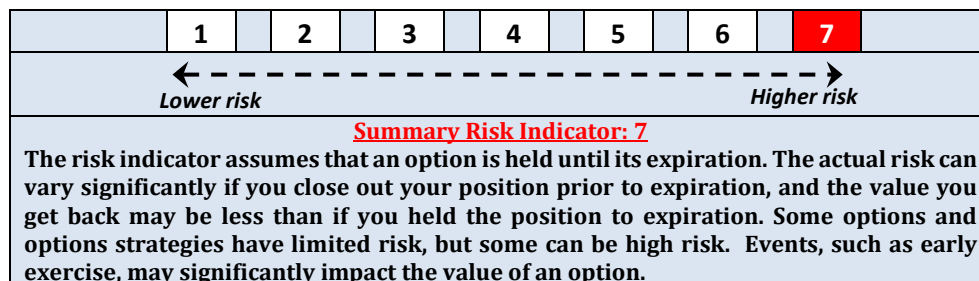 1 2 3 4 5 6 7
Lower risk Higher risk
Summary Risk Indicator: 7
The risk indicator assumes that an option is held until its expiration. The actual risk can
vary significantly if you close out your position prior to expiration, and the value you
get back may be less than if you held the position to expiration. Some options and
options strategies have limited risk, but some can be high risk. Events, such as early
exercise, may significantly impact the value of an option.